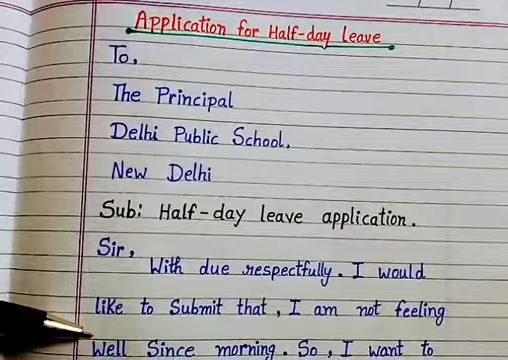 Application for Half-day leave
To,
The Principal
Delhi Public School,
New Delhi
Sub: Half-day leave application.
Sir,
With due respectfully. I would
like to Submit that, I am not feeling
Well Since morning. So, I want to